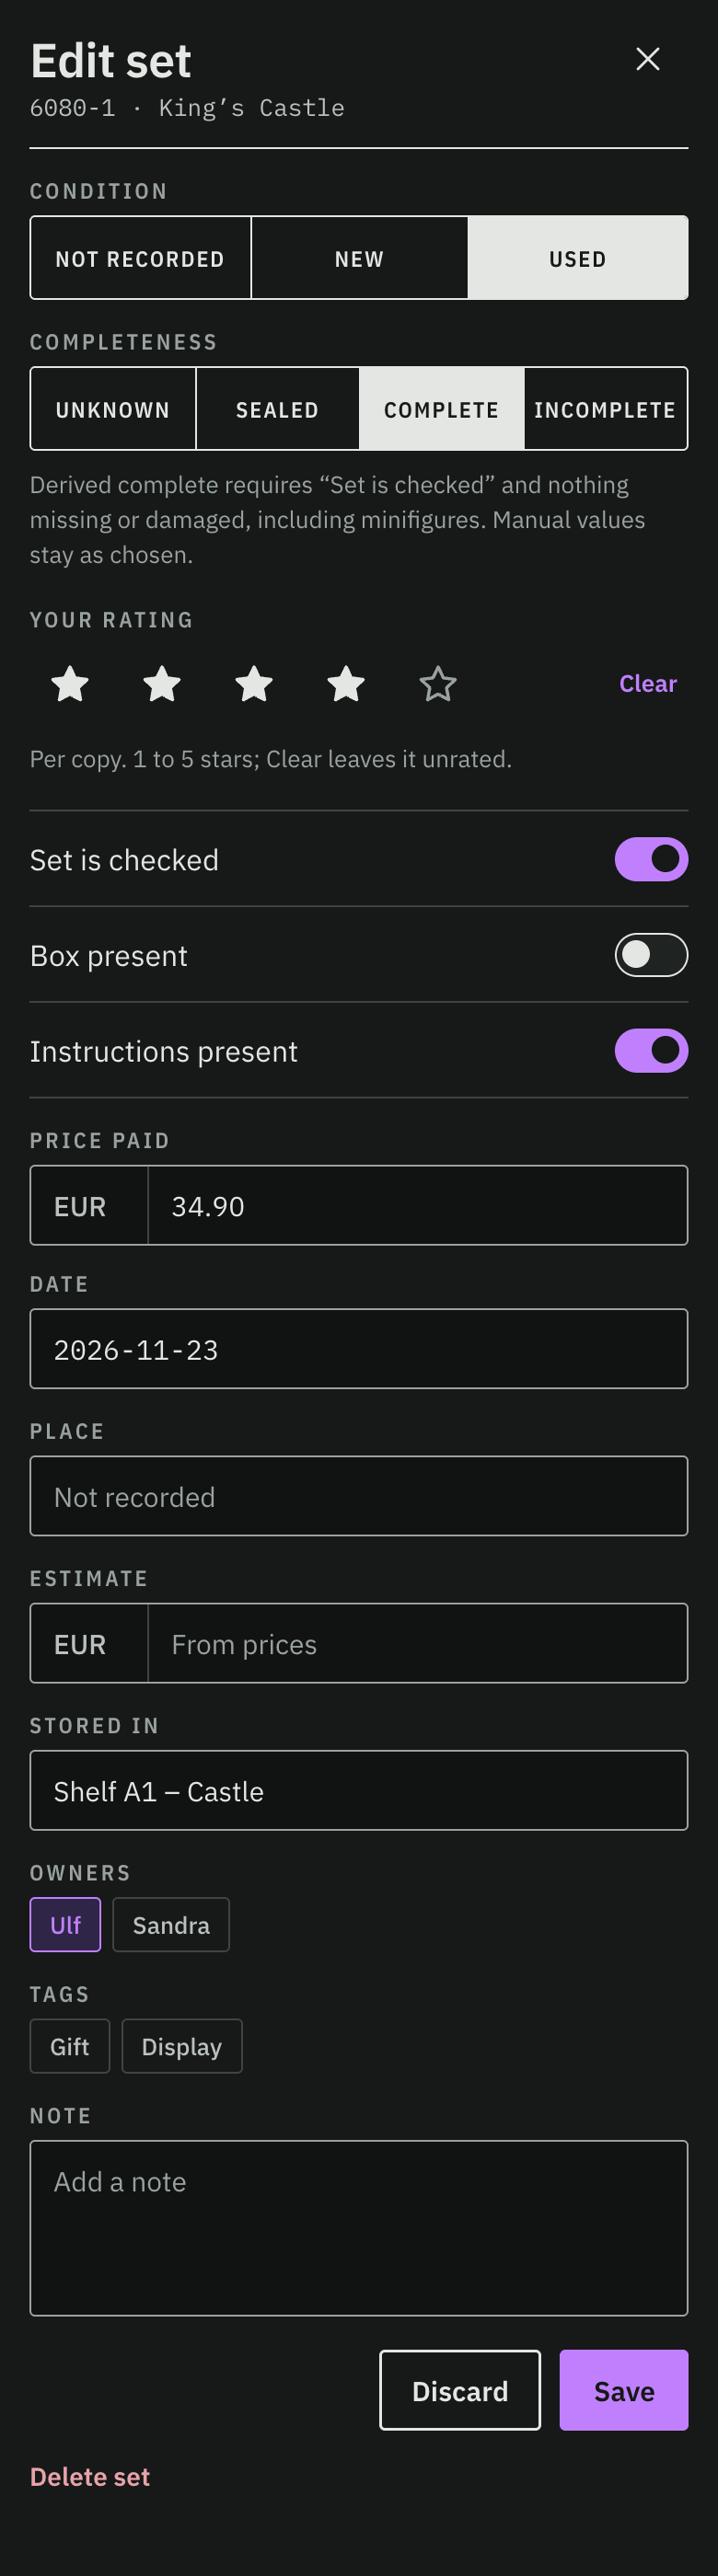 Edit set
6080-1 · King’s Castle
CONDITION
NOT RECORDED
NEW
USED
COMPLETENESS
UNKNOWN
SEALED
COMPLETE
INCOMPLETE
Derived complete requires “Set is checked” and nothing
missing or damaged, including minifigures. Manual values
stay as chosen.
YOUR RATING
Clear
Per copy. 1 to 5 stars; Clear leaves it unrated.
Set is checked
Box present
Instructions present
PRICE PAID
EUR 34.90
DATE
2026-11-23
PLACE
Not recorded
ESTIMATE
EUR From prices
STORED IN
Shelf A1 – Castle
OWNERS
Ulf
Sandra
TAGS
Gift
Display
NOTE
Add a note
Discard
Save
Delete set